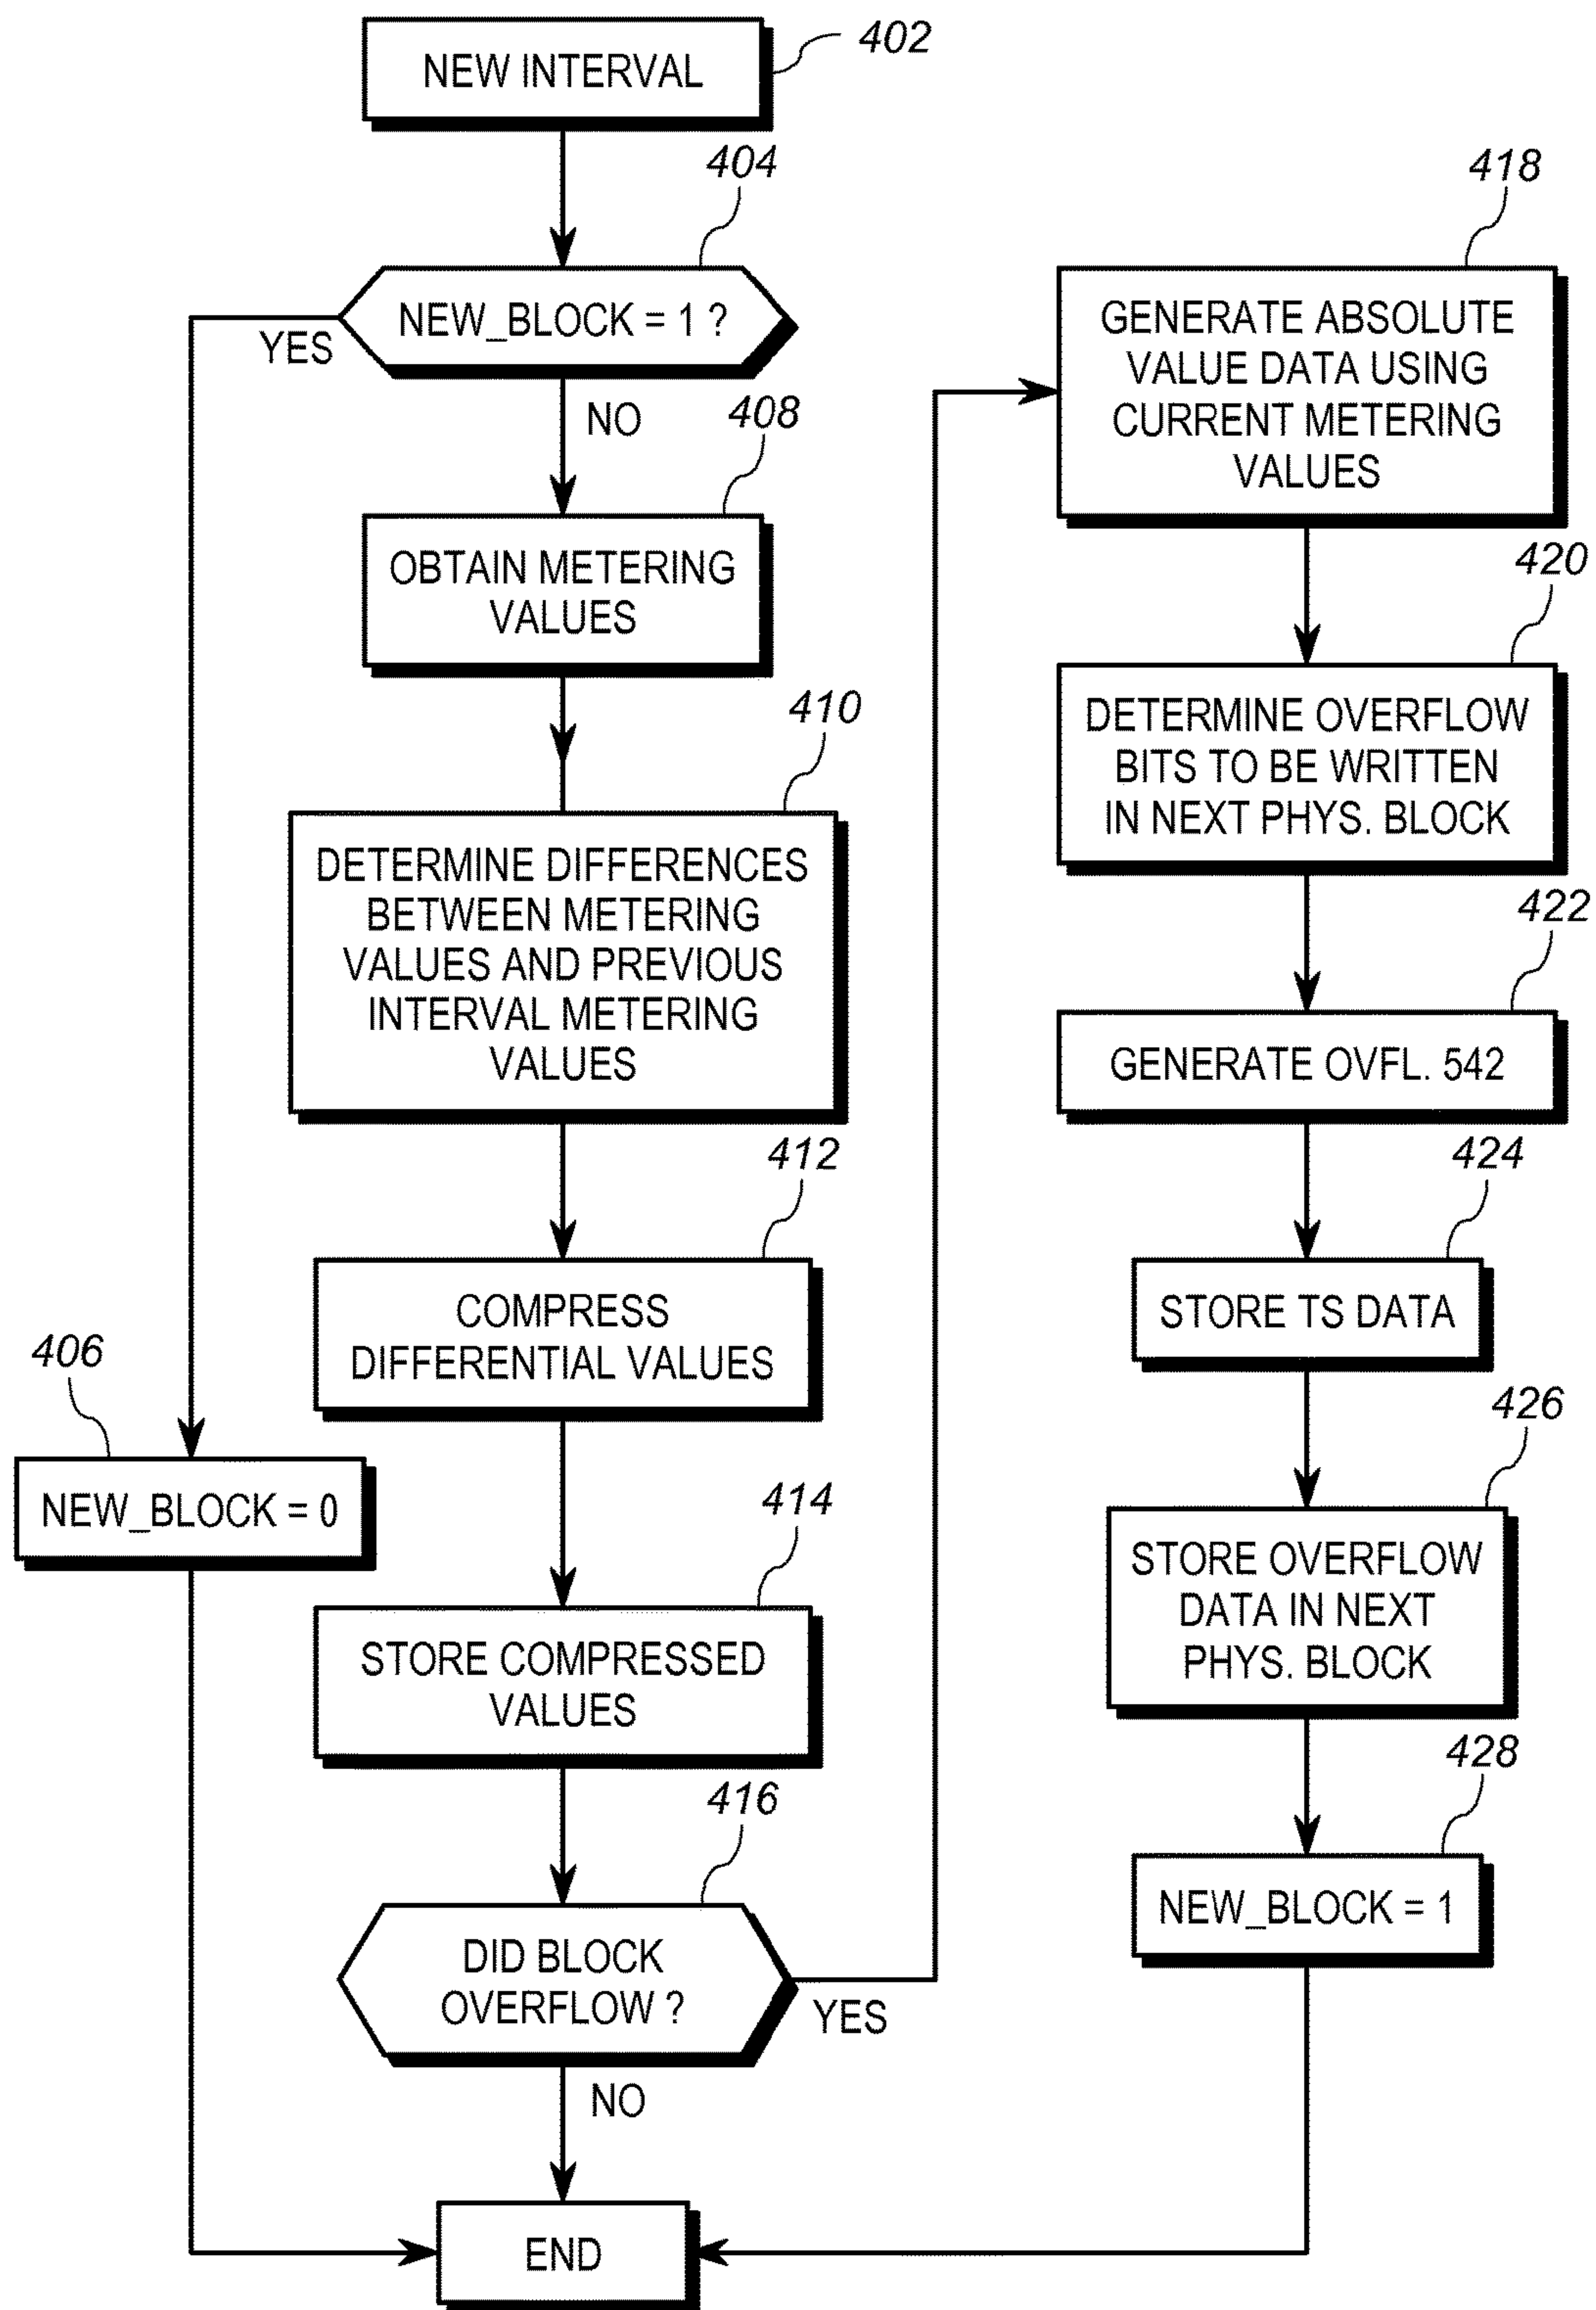 NEW INTERVAL
402
404
NEW_BLOCK = 1 ?
YES
NO
408
OBTAIN METERING
VALUES
410
DETERMINE DIFFERENCES
BETWEEN METERING
VALUES AND PREVIOUS
INTERVAL METERING
VALUES
412
COMPRESS
DIFFERENTIAL VALUES
406
NEW_BLOCK = 0
414
STORE COMPRESSED
VALUES
416
DID BLOCK
OVERFLOW ?
YES
NO
END
418
GENERATE ABSOLUTE
VALUE DATA USING
CURRENT METERING
VALUES
420
DETERMINE OVERFLOW
BITS TO BE WRITTEN
IN NEXT PHYS. BLOCK
422
GENERATE OVFL. 542
424
STORE TS DATA
426
STORE OVERFLOW
DATA IN NEXT
PHYS. BLOCK
428
NEW_BLOCK = 1